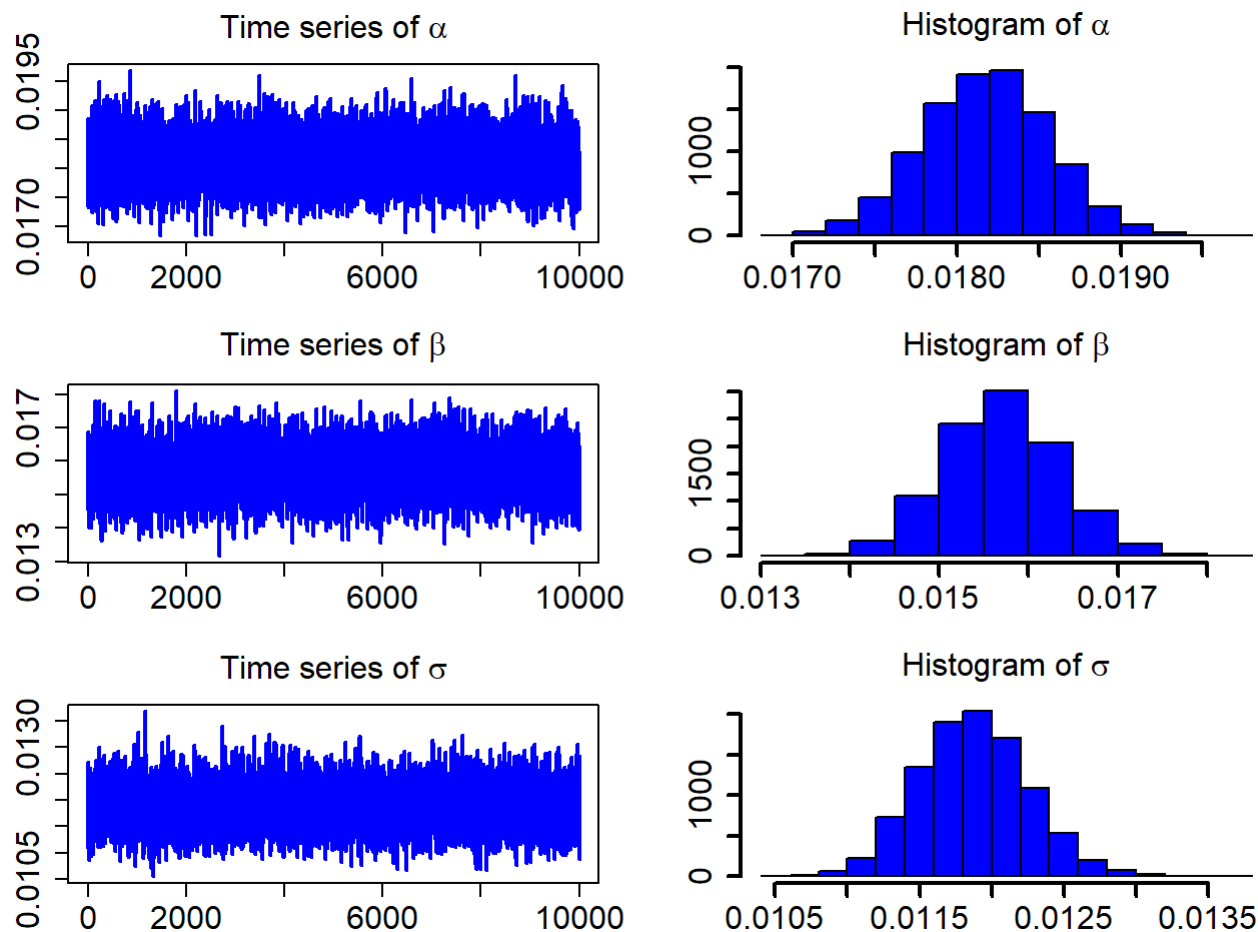 Time series of α
0.0195
0.0170
0 2000 6000 10000
Histogram of α
1000
0
0.0170 0.0180 0.0190
Time series of β
0.017
0.013
0 2000 6000 10000
Histogram of β
1500
0
0.013 0.015 0.017
Time series of σ
0.0130
0.0105
0 2000 6000 10000
Histogram of σ
1000
0
0.0105 0.0115 0.0125 0.0135